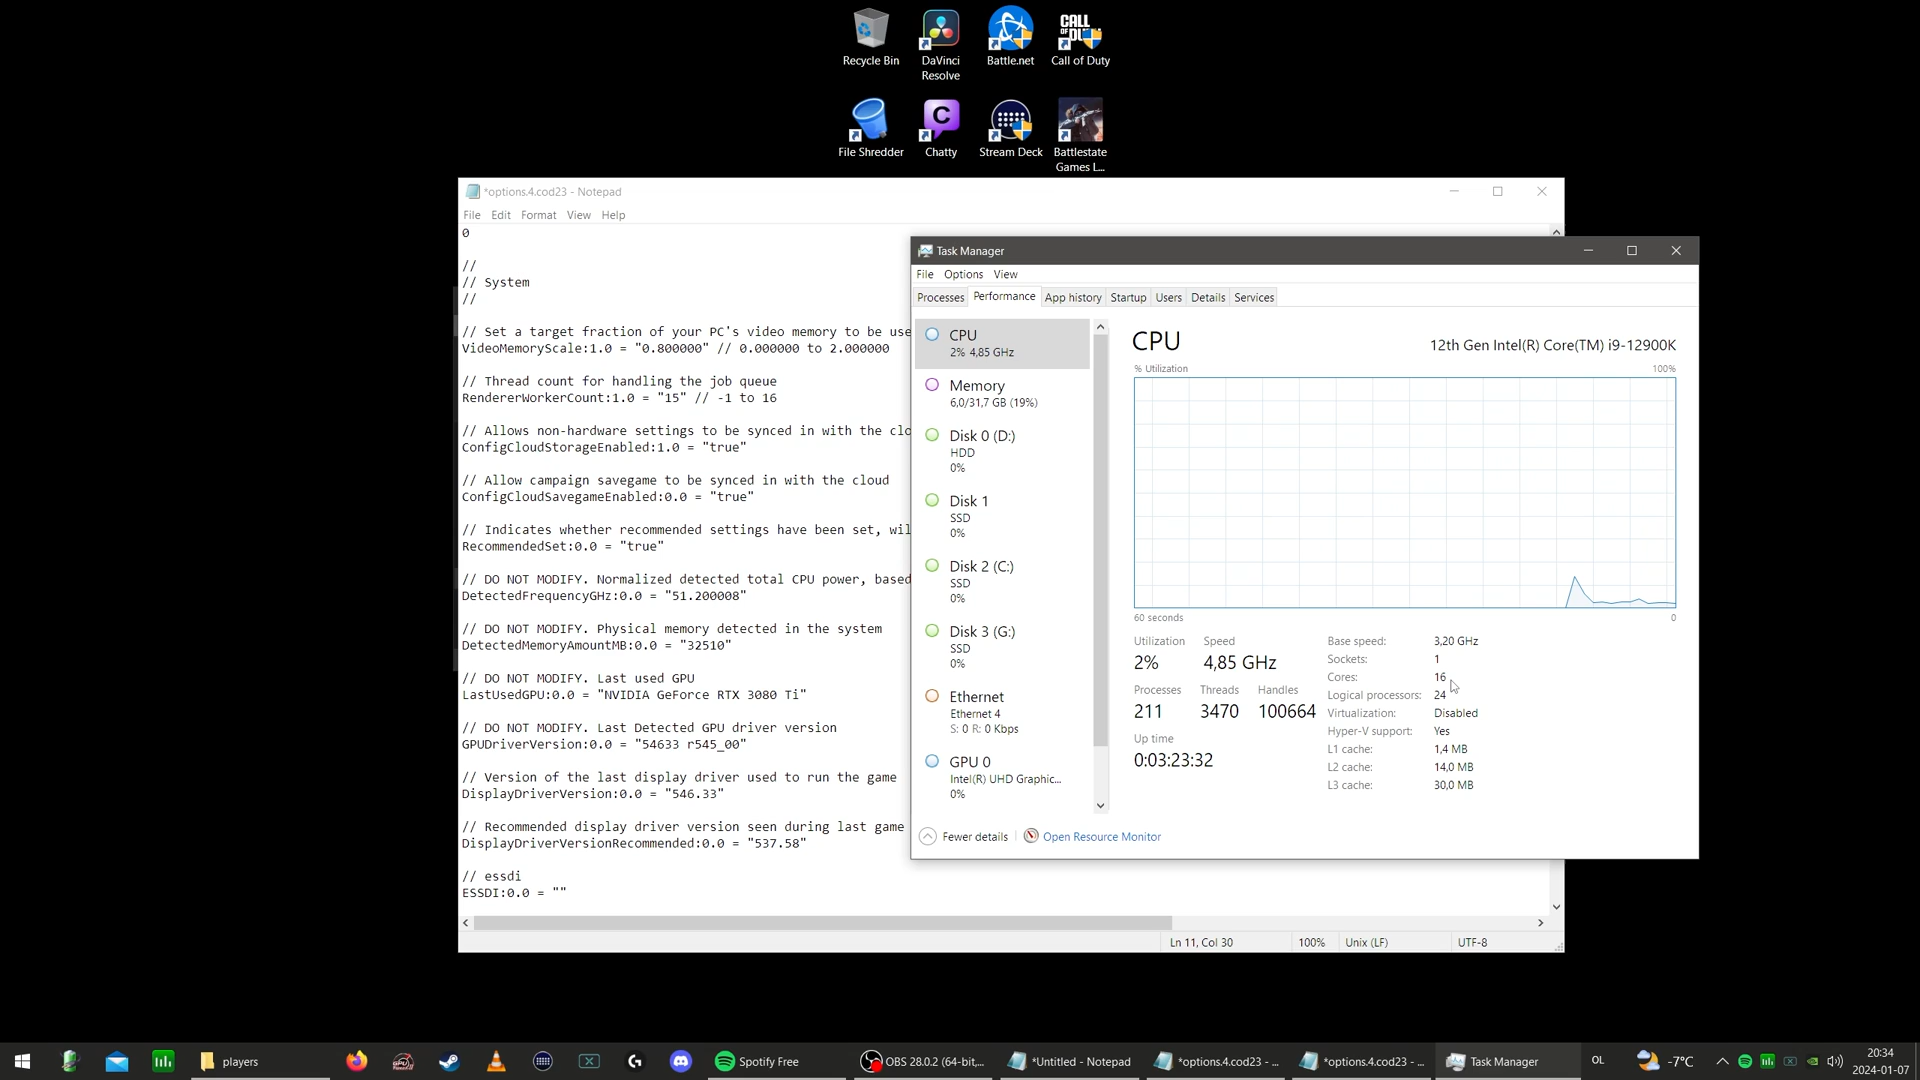 Recycle Bin
DaVinci
Resolve
Battle.net
CALL
OF DUTY
Call of Duty
File Shredder
C
Chatty
Stream Deck
Battlestate
Games L...
*options.4.cod23 - Notepad
File Edit Format View Help
0
//
// System
//
// Set a target fraction of your PC's video memory to be use
VideoMemoryScale:1.0 = "0.800000" // 0.000000 to 2.000000
// Thread count for handling the job queue
RendererWorkerCount:1.0 = "15" // -1 to 16
// Allows non-hardware settings to be synced in with the clo
ConfigCloudStorageEnabled:1.0 = "true"
// Allow campaign savegame to be synced in with the cloud
ConfigCloudSavegameEnabled:0.0 = "true"
// Indicates whether recommended settings have been set, wil
RecommendedSet:0.0 = "true"
// DO NOT MODIFY. Normalized detected total CPU power, based
DetectedFrequencyGHz:0.0 = "51.200008"
// DO NOT MODIFY. Physical memory detected in the system
DetectedMemoryAmountMB:0.0 = "32510"
// DO NOT MODIFY. Last used GPU
LastUsedGPU:0.0 = "NVIDIA GeForce RTX 3080 Ti"
// DO NOT MODIFY. Last Detected GPU driver version
GPUDriverVersion:0.0 = "54633 r545_00"
// Version of the last display driver used to run the game
DisplayDriverVersion:0.0 = "546.33"
// Recommended display driver version seen during last game
DisplayDriverVersionRecommended:0.0 = "537.58"
// essdi
ESSDI:0.0 = ""
Ln 11, Col 30 100% Unix (LF) UTF-8
Task Manager
File Options View
Processes Performance App history Startup Users Details Services
CPU
2% 4,85 GHz
Memory
6,0/31,7 GB (19%)
Disk 0 (D:)
HDD
0%
Disk 1
SSD
0%
Disk 2 (C:)
SSD
0%
Disk 3 (G:)
SSD
0%
Ethernet
Ethernet 4
S: 0 R: 0 Kbps
GPU 0
Intel(R) UHD Graphic...
0%
CPU
12th Gen Intel(R) Core(TM) i9-12900K
% Utilization 100%
60 seconds 0
Utilization Speed
2% 4,85 GHz
Processes Threads Handles
211 3470 100664
Up time
0:03:23:32
Base speed: 3,20 GHz
Sockets: 1
Cores: 16
Logical processors: 24
Virtualization: Disabled
Hyper-V support: Yes
L1 cache: 1,4 MB
L2 cache: 14,0 MB
L3 cache: 30,0 MB
Fewer details Open Resource Monitor
players
Spotify Free
OBS 28.0.2 (64-bit,...
*Untitled - Notepad
*options.4.cod23 - ...
*options.4.cod23 - ...
Task Manager
OL
-7°C
20:34
2024-01-07